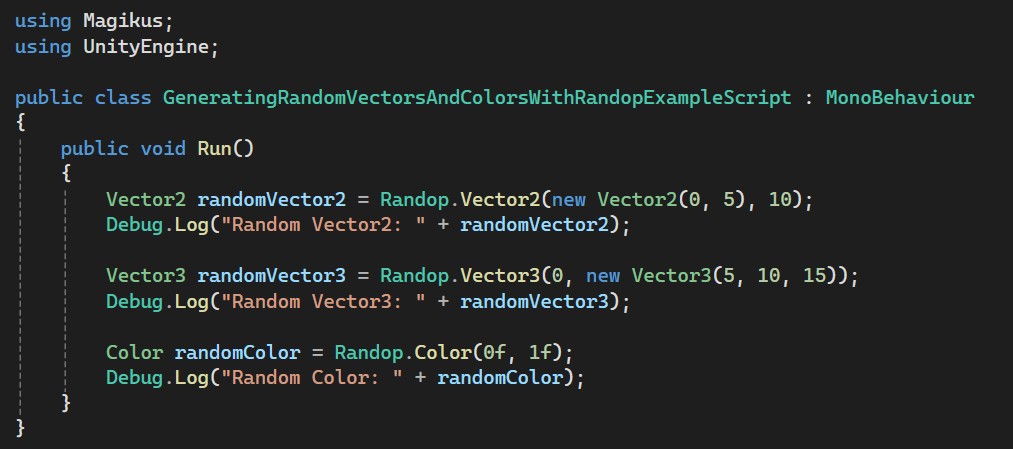 using Magikus;
using UnityEngine;
public class GeneratingRandomVectorsAndColorsWithRandopExampleScript : MonoBehaviour
{
public void Run()
{
Vector2 randomVector2 = Randop.Vector2(new Vector2(0, 5), 10);
Debug.Log("Random Vector2: " + randomVector2);
Vector3 randomVector3 = Randop.Vector3(0, new Vector3(5, 10, 15));
Debug.Log("Random Vector3: " + randomVector3);
Color randomColor = Randop.Color(0f, 1f);
Debug.Log("Random Color: " + randomColor);
}
}